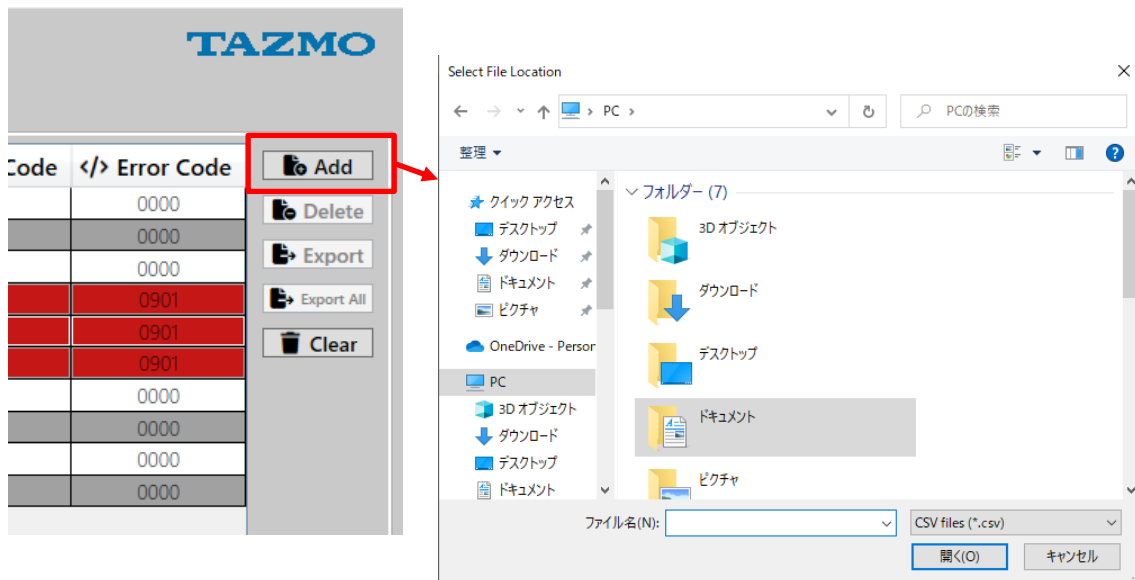 TAZMO
Code
</> Error Code
Add
0000
Delete
0000
0000
Export
0901
Export All
0901
Clear
0901
0000
0000
0000
0000
Select File Location
PC
PCの検索
整理
クイック アクセス
デスクトップ
ダウンロード
ドキュメント
ピクチャ
OneDrive - Person
PC
3D オブジェクト
ダウンロード
デスクトップ
ドキュメント
フォルダー (7)
3D オブジェクト
ダウンロード
デスクトップ
ドキュメント
ピクチャ
ファイル名(N):
CSV files (*.csv)
開く(O)
キャンセル